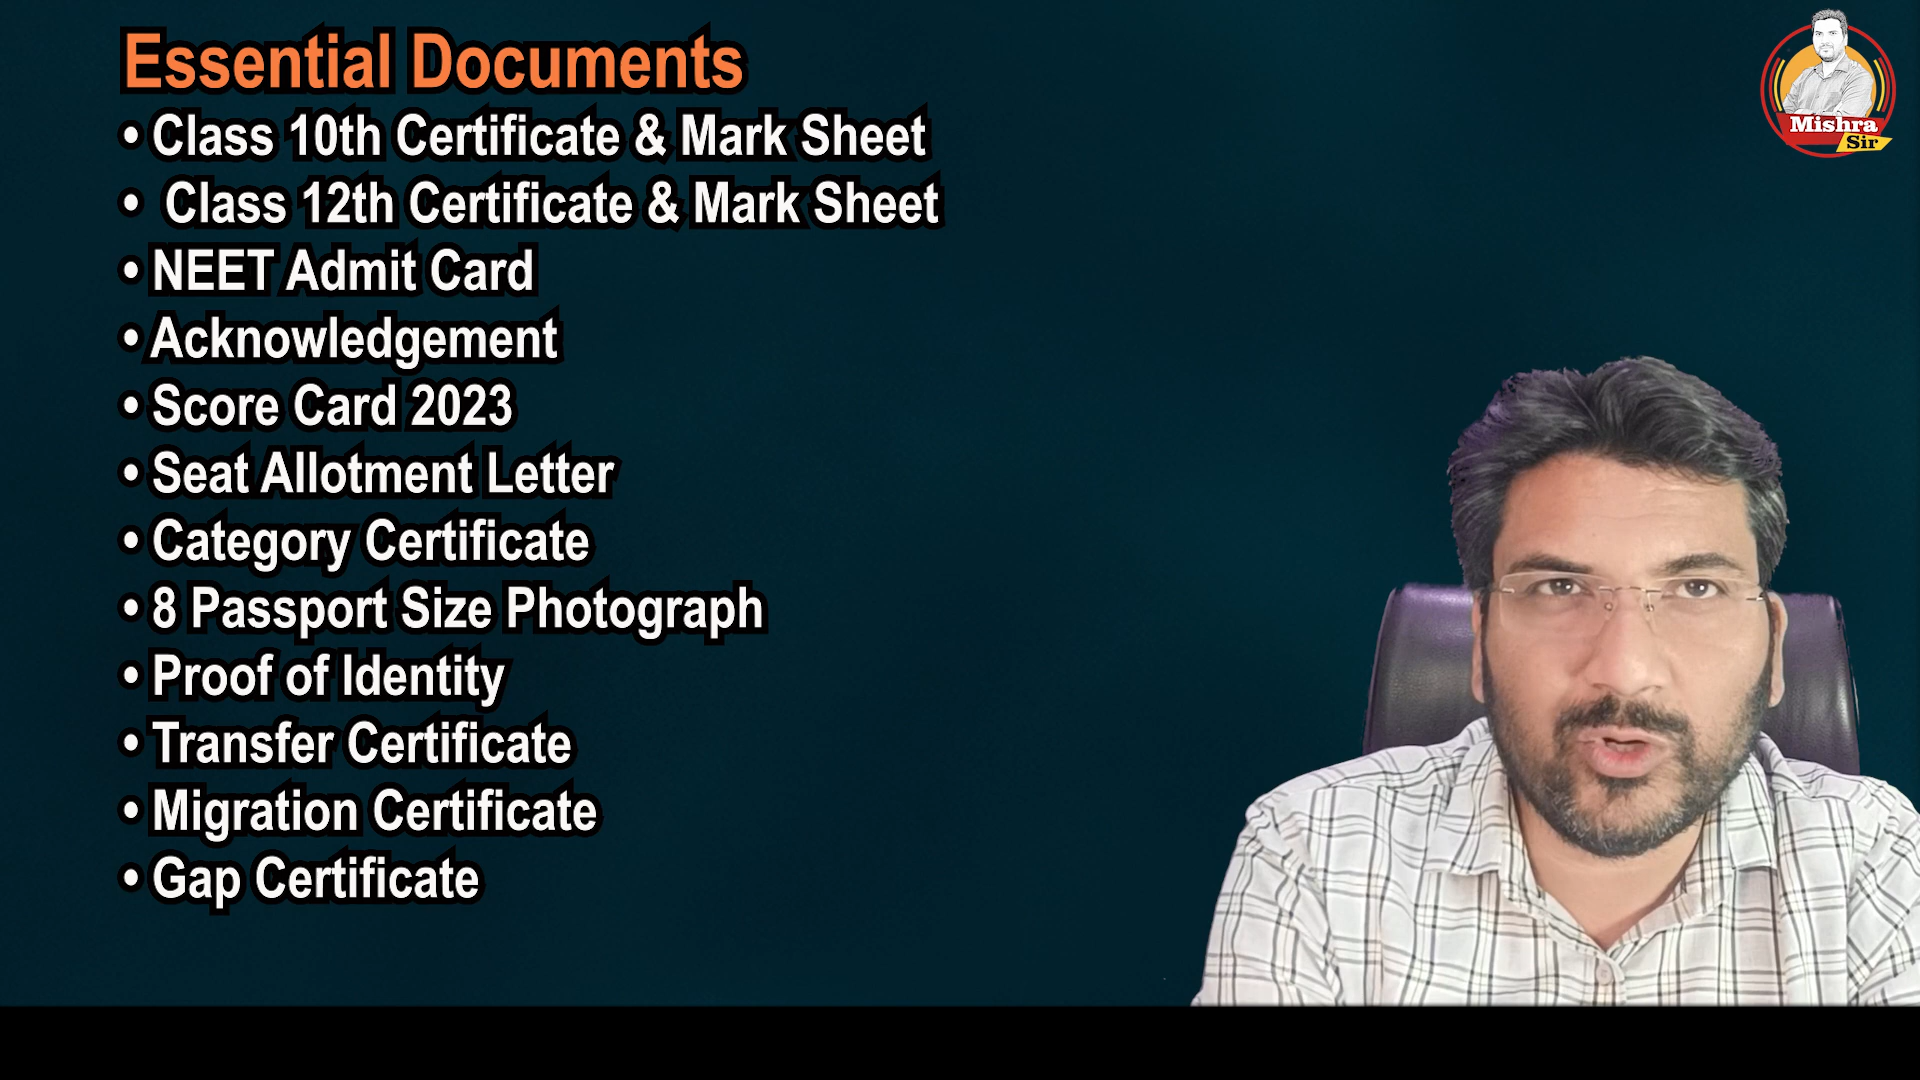 Essential Documents
• Class 10th Certificate & Mark Sheet
• Class 12th Certificate & Mark Sheet
• NEET Admit Card
• Acknowledgement
• Score Card 2023
• Seat Allotment Letter
• Category Certificate
• 8 Passport Size Photograph
• Proof of Identity
• Transfer Certificate
• Migration Certificate
• Gap Certificate
Mishra
Sir